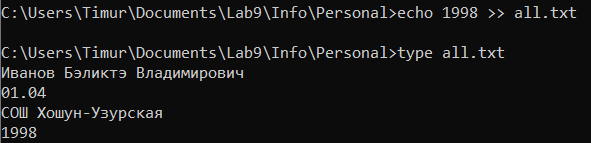 C:\Users\Timur\Documents\Lab9\Info\Personal>echo 1998 >> all.txt
C:\Users\Timur\Documents\Lab9\Info\Personal>type all.txt
Иванов Бэликтэ Владимирович
01.04
СОШ Хошун-Узурская
1998